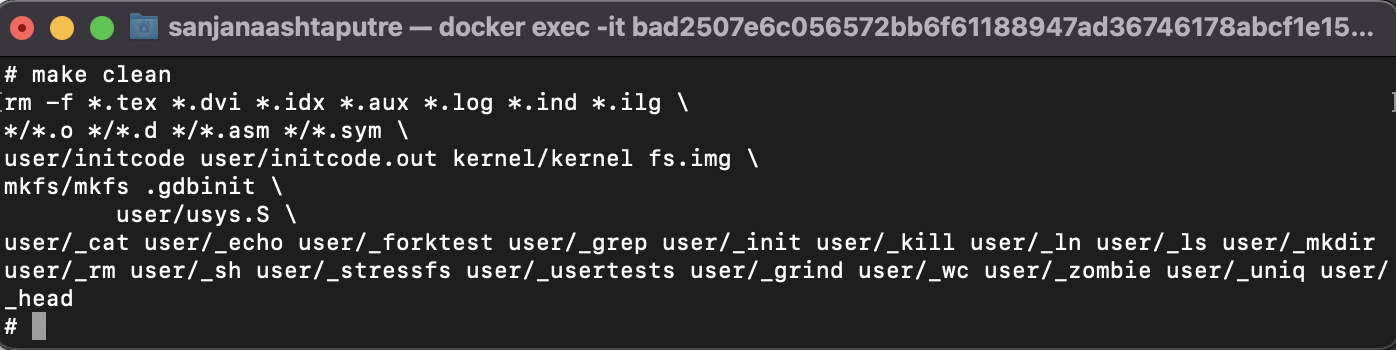 sanjanaashtaputre — docker exec -it bad2507e6c056572bb6f61188947ad36746178abcf1e15...
# make clean
rm -f *.tex *.dvi *.idx *.aux *.log *.ind *.ilg \
*/*.o */*.d */*.asm */*.sym \
user/initcode user/initcode.out kernel/kernel fs.img \
mkfs/mkfs .gdbinit \
        user/usys.S \
user/_cat user/_echo user/_forktest user/_grep user/_init user/_kill user/_ln user/_ls user/_mkdir
user/_rm user/_sh user/_stressfs user/_usertests user/_grind user/_wc user/_zombie user/_uniq user/
_head
#